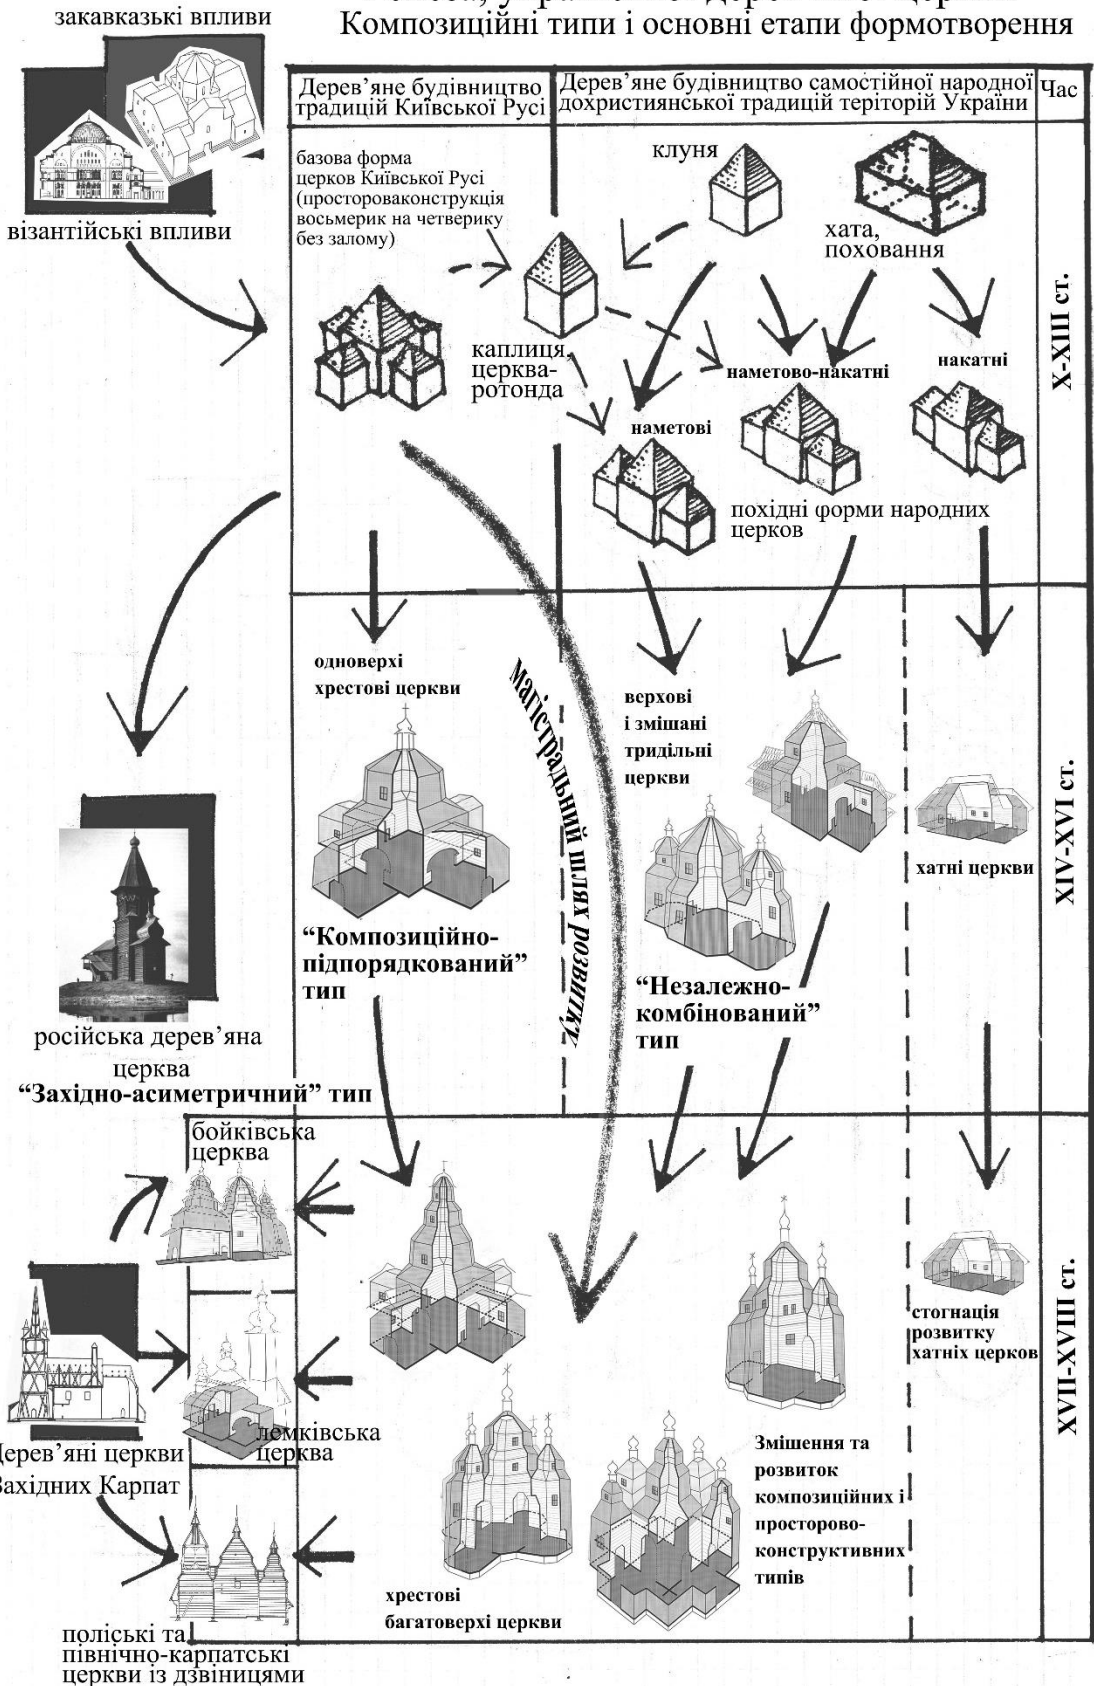 закавказькі впливи
Композиційні типи і основні етапи формотворення
Дерев’яне будівництво
традицій Київської Русі
Дерев’яне будівництво самостійної народної
дохристиянської традицій теріторій України
Час
базова форма
церков Київської Русі
(просторованконструкція
восьмерик на четверику
без залому)
клуня
хата,
поховання
візантійські впливи
каплиця,
церква-
ротонда
наметово-накатні
накатні
наметові
похідні форми народних
церков
X-XIII ст.
одноверхі
хрестові церкви
магістральний шлях розвитку
верхові
і змішані
тридільні
церкви
хатні церкви
“Композиційно-
підпорядкований”
тип
“Незалежно-
комбінований”
тип
XIV-XVI ст.
російська дерев’яна
церква
“Західно-асиметричний” тип
бойківська
церква
лемківська
церква
Дерев’яні церкви
Західних Карпат
стогнація
розвитку
хатніх церков
Змішення та
розвиток
композиційних і
просторово-
конструктивних
типів
хрестові
багатоверхі церкви
XVII-XVIII ст.
поліські та
північно-карпатські
церкви із дзвіницями